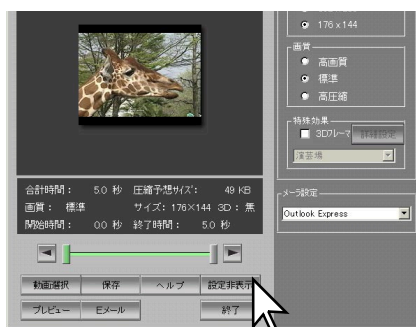 176 x 144
画質
高画質
標準
高圧縮
特殊効果
3Dフレーマ 詳細設定
演芸場
合計時間： 5.0 秒 圧縮予想サイズ： 49 KB
画質： 標準 サイズ：176×144 3D：無
開始時間： 0.0 秒 終了時間： 5.0 秒
メーラ設定
Outlook Express
動画選択 保存 ヘルプ 設定非表示
プレビュー Eメール 終了